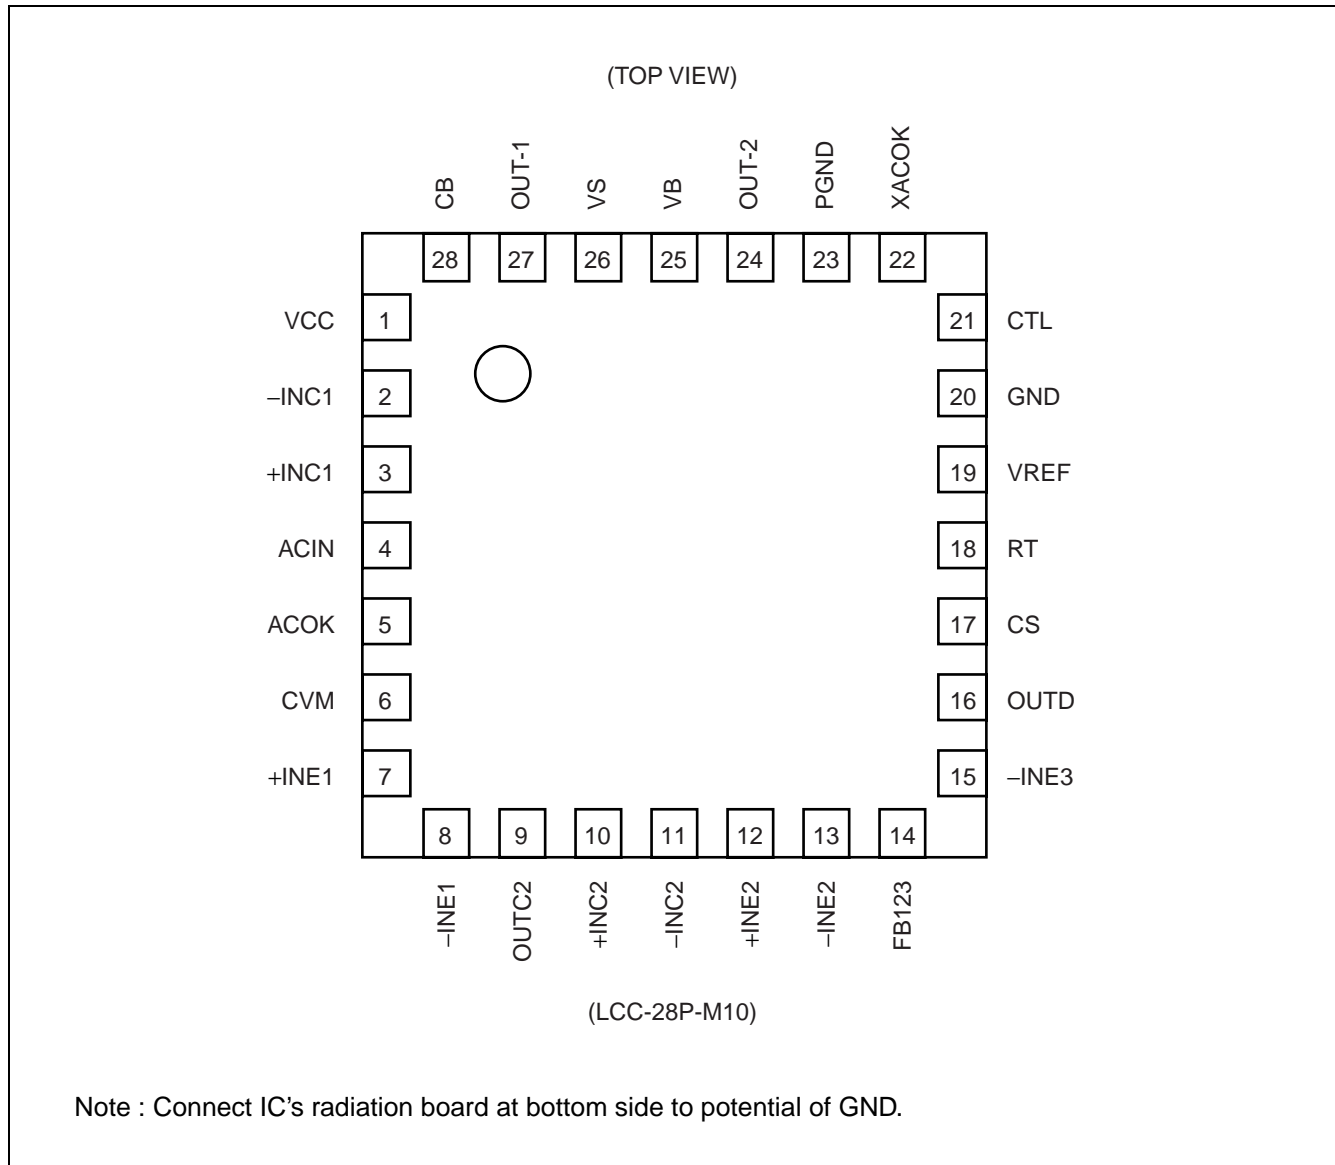 (TOP VIEW)
CB OUT-1 VS VB OUT-2 PGND XACOK
28 27 26 25 24 23 22
VCC 1 21 CTL
−INC1 2 20 GND
+INC1 3 19 VREF
ACIN 4 18 RT
ACOK 5 17 CS
CVM 6 16 OUTD
+INE1 7 15 −INE3
8 9 10 11 12 13 14
−INE1 OUTC2 +INC2 −INC2 +INE2 −INE2 FB123
(LCC-28P-M10)
Note : Connect IC’s radiation board at bottom side to potential of GND.